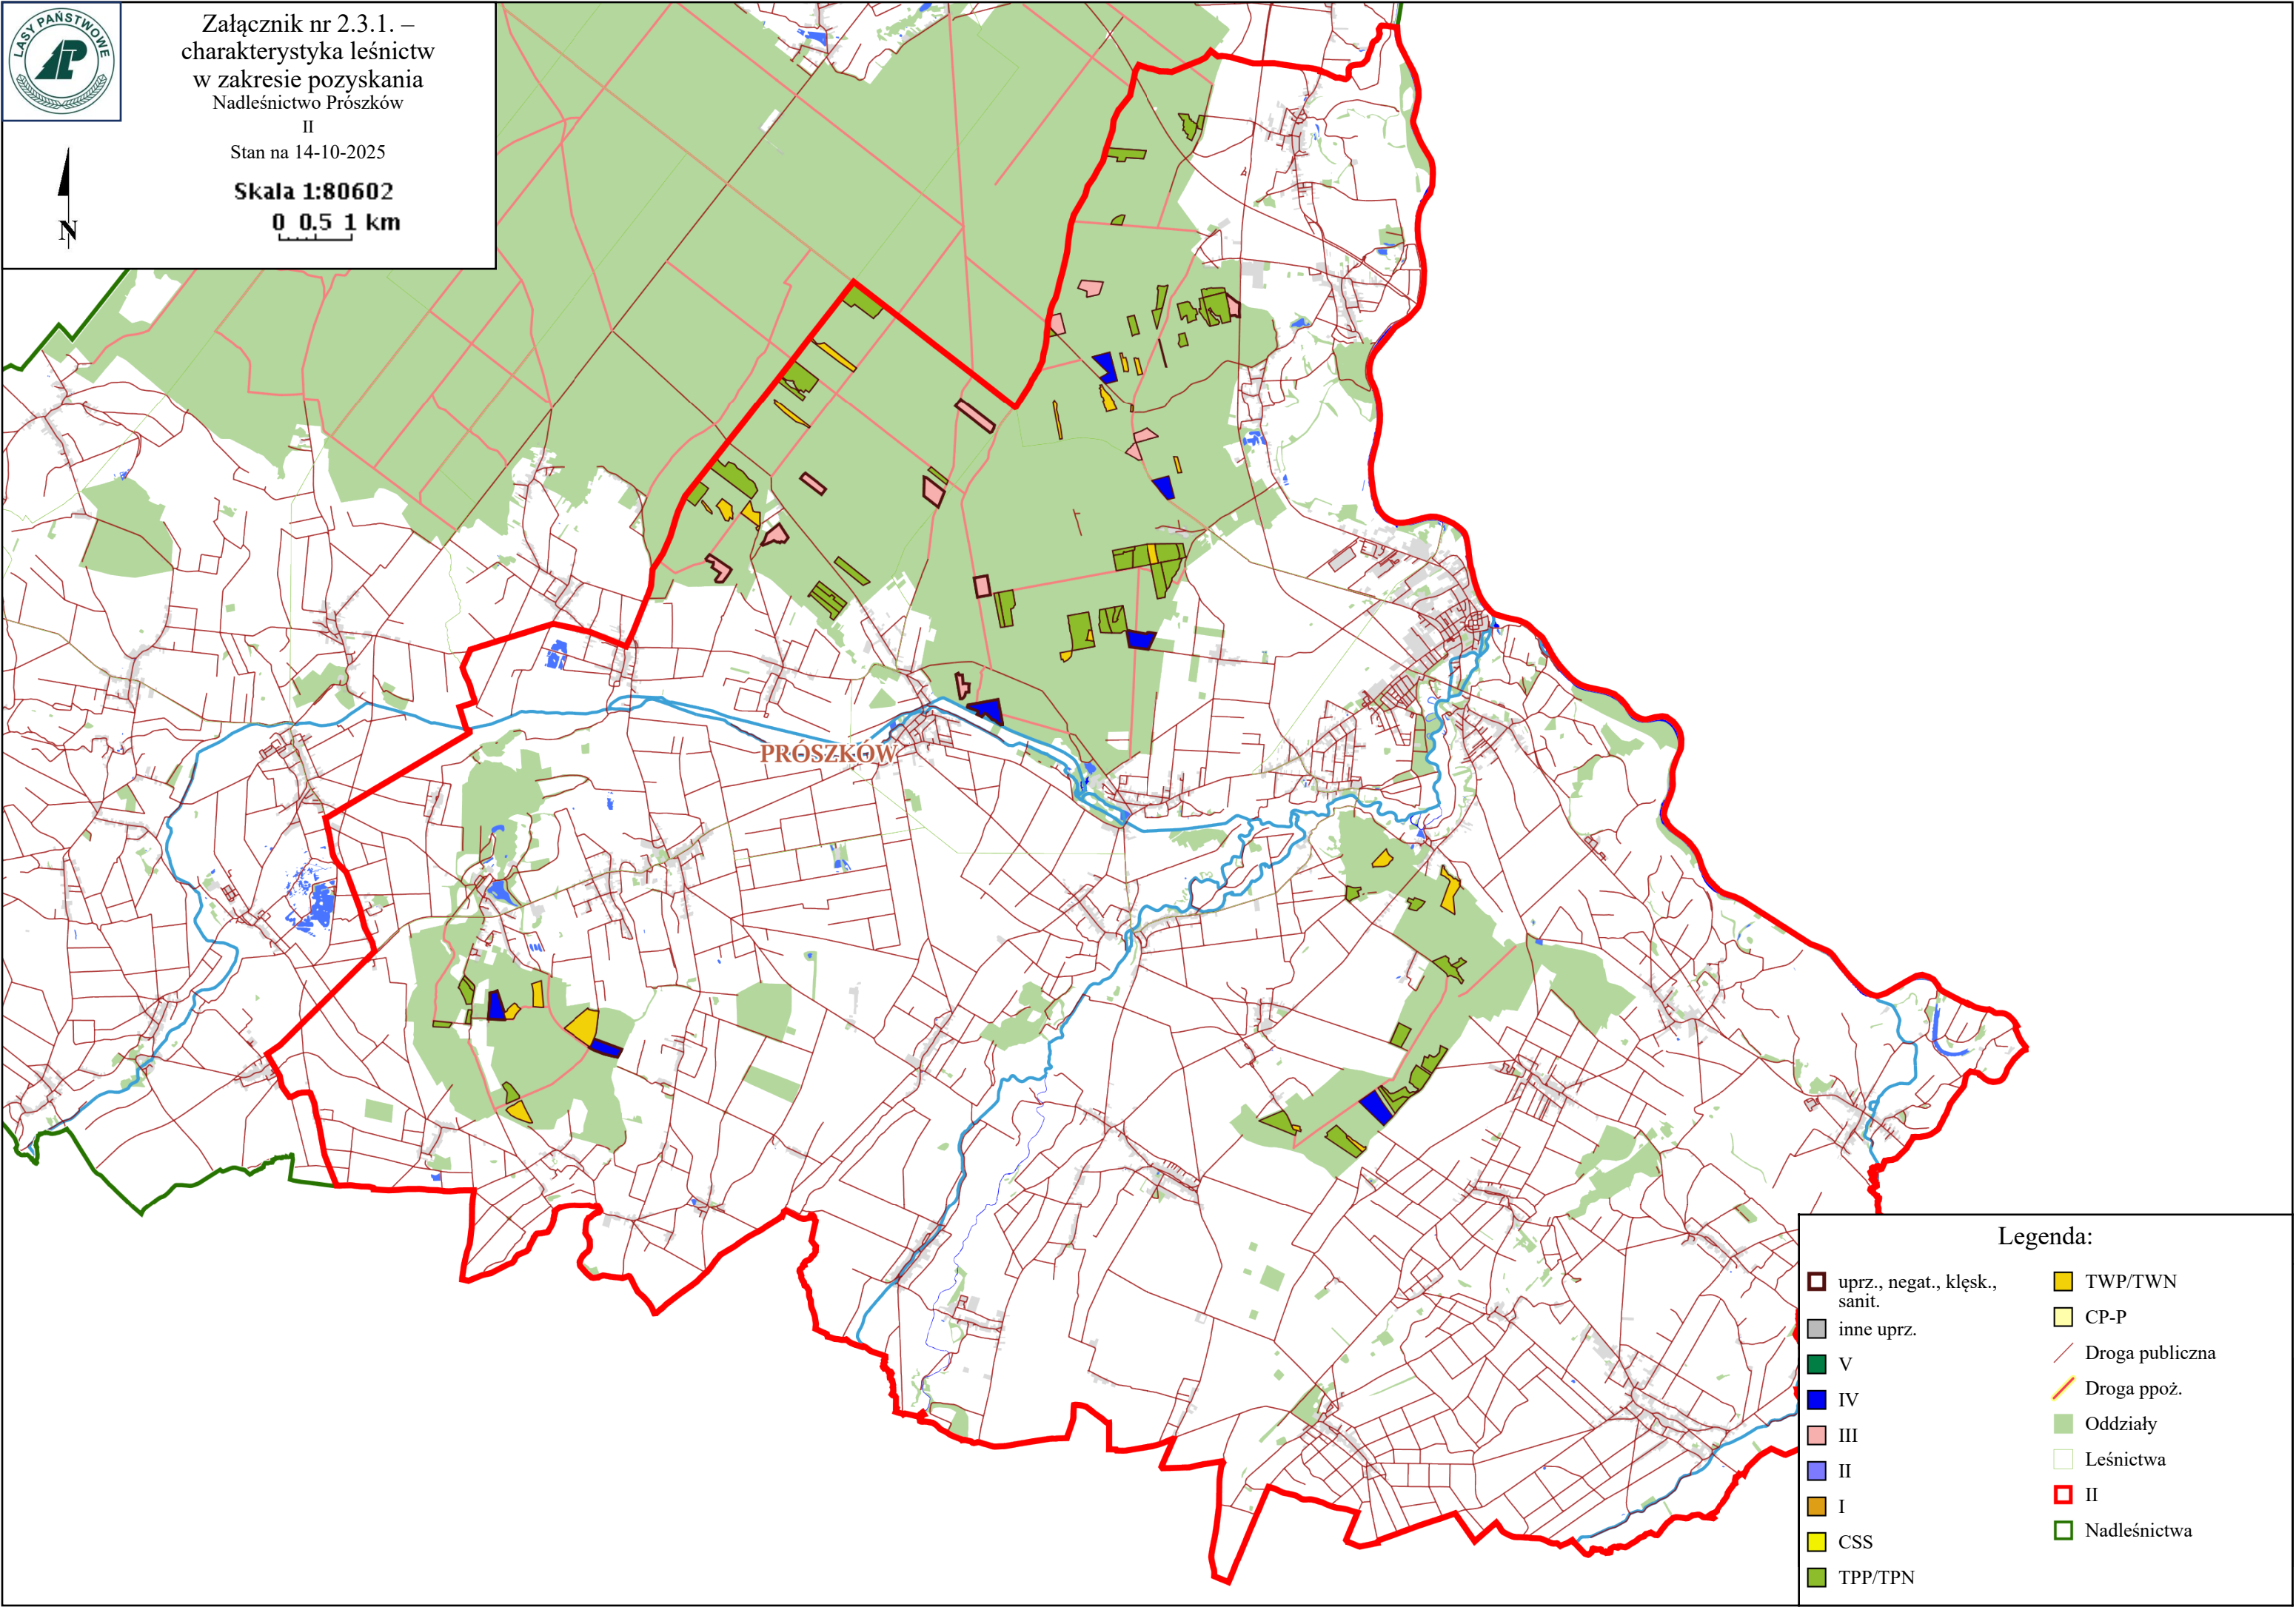 LASY PAŃSTWOWE
LP
Załącznik nr 2.3.1. –
charakterystyka leśnictw
w zakresie pozyskania
Nadleśnictwo Prószków
II
Stan na 14-10-2025
Skala 1:80602
0 0.5 1 km
N
PRÓSZKÓW
Legenda:
uprz., negat., klęsk.,
sanit.
inne uprz.
V
IV
III
II
I
CSS
TPP/TPN
TWP/TWN
CP-P
Droga publiczna
Droga ppoż.
Oddziały
Leśnictwa
II
Nadleśnictwa